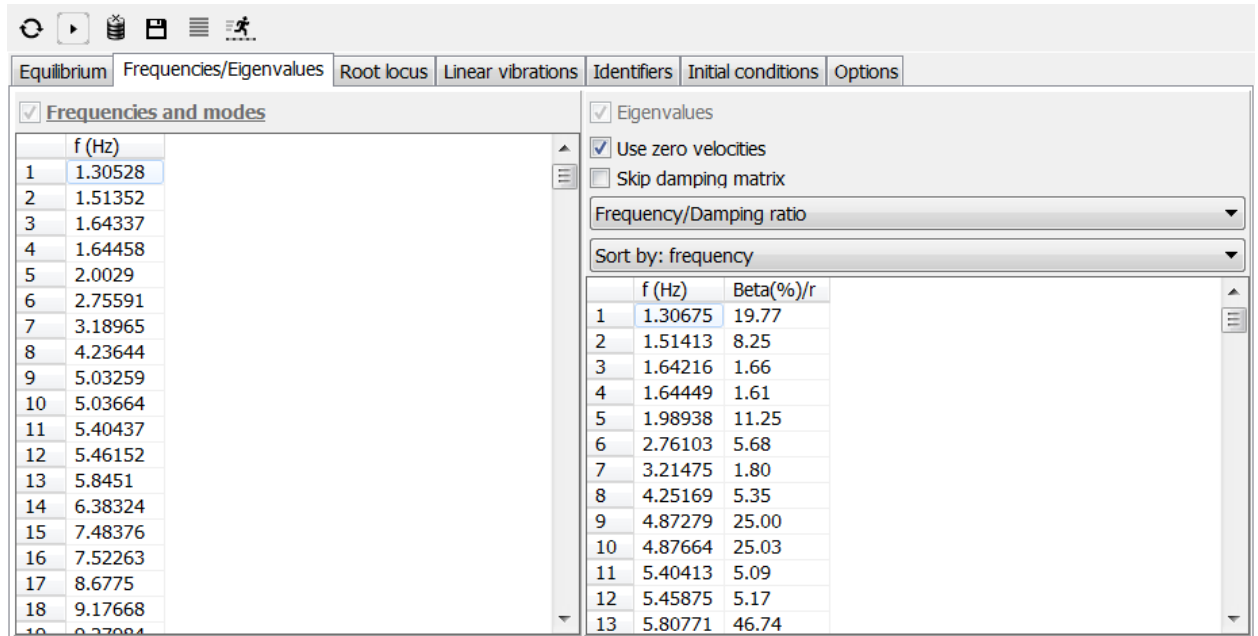 Equilibrium Frequencies/Eigenvalues Root locus Linear vibrations Identifiers Initial conditions Options
Frequencies and modes
f (Hz)
1 1.30528
2 1.51352
3 1.64337
4 1.64458
5 2.0029
6 2.75591
7 3.18965
8 4.23644
9 5.03259
10 5.03664
11 5.40437
12 5.46152
13 5.8451
14 6.38324
15 7.48376
16 7.52263
17 8.6775
18 9.17668
Eigenvalues
Use zero velocities
Skip damping matrix
Frequency/Damping ratio
Sort by: frequency
f (Hz) Beta(%)/r
1 1.30675 19.77
2 1.51413 8.25
3 1.64216 1.66
4 1.64449 1.61
5 1.98938 11.25
6 2.76103 5.68
7 3.21475 1.80
8 4.25169 5.35
9 4.87279 25.00
10 4.87664 25.03
11 5.40413 5.09
12 5.45875 5.17
13 5.80771 46.74